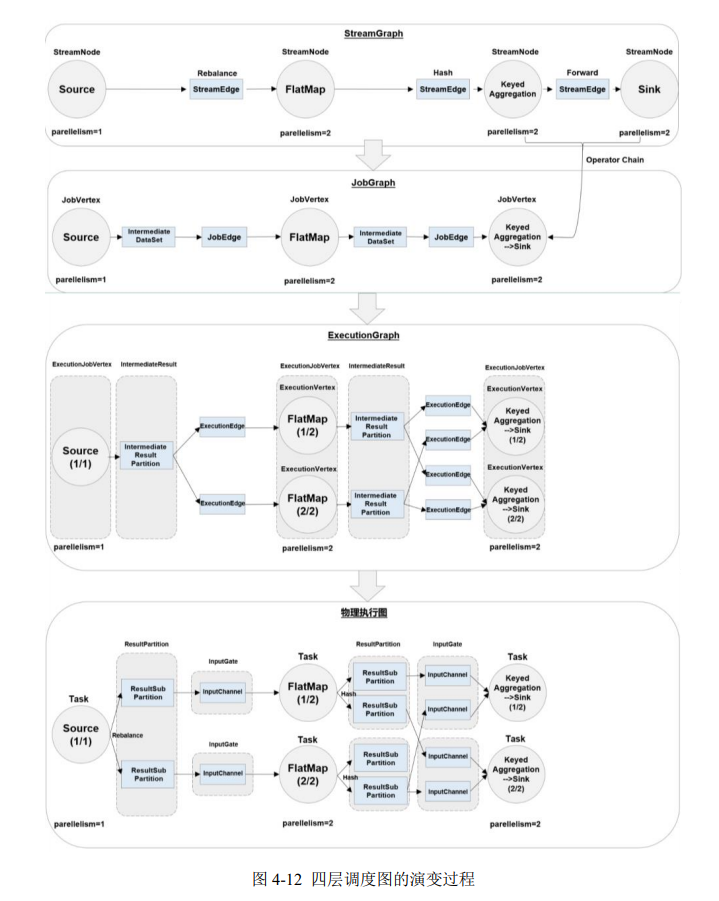 StreamGraph
StreamNode
StreamNode
StreamNode
StreamNode
Rebalance
Hash
Forward
Source
StreamEdge
FlatMap
StreamEdge
Keyed
Aggregation
StreamEdge
Sink
parellelism=1
parellelism=2
parellelism=2
parellelism=2
Operator Chain
JobGraph
JobVertex
JobVertex
JobVertex
Source
Intermediate
DataSet
JobEdge
FlatMap
Intermediate
DataSet
JobEdge
Keyed
Aggregation
-->Sink
parellelism=1
parellelism=2
parellelism=2
ExecutionGraph
ExecutionJobVertex
IntermediateResult
ExecutionJobVertex
IntermediateResult
ExecutionJobVertex
ExecutionVertex
ExecutionVertex
Source
(1/1)
Intermediate
Result
Partition
ExecutionEdge
ExecutionEdge
FlatMap
(1/2)
ExecutionVertex
FlatMap
(2/2)
Intermediate
Result
Partition
Intermediate
Result
Partition
ExecutionEdge
ExecutionEdge
ExecutionEdge
ExecutionEdge
Keyed
Aggregation
-->Sink
(1/2)
ExecutionVertex
Keyed
Aggregation
-->Sink
(2/2)
parellelism=1
parellelism=2
parellelism=2
物理执行图
ResultPartition
InputGate
Task
ResultPartition
InputGate
Task
Task
Source
(1/1)
Rebalance
ResultSub
Partition
ResultSub
Partition
InputChannel
InputGate
InputChannel
FlatMap
(1/2)
Hash
Task
FlatMap
(2/2)
Hash
ResultSub
Partition
ResultSub
Partition
ResultSub
Partition
ResultSub
Partition
InputChannel
InputChannel
InputChannel
InputChannel
Keyed
Aggregation
-->Sink
(1/2)
Task
Keyed
Aggregation
-->Sink
(2/2)
parellelism=1
parellelism=2
parellelism=2
图 4-12 四层调度图的演变过程